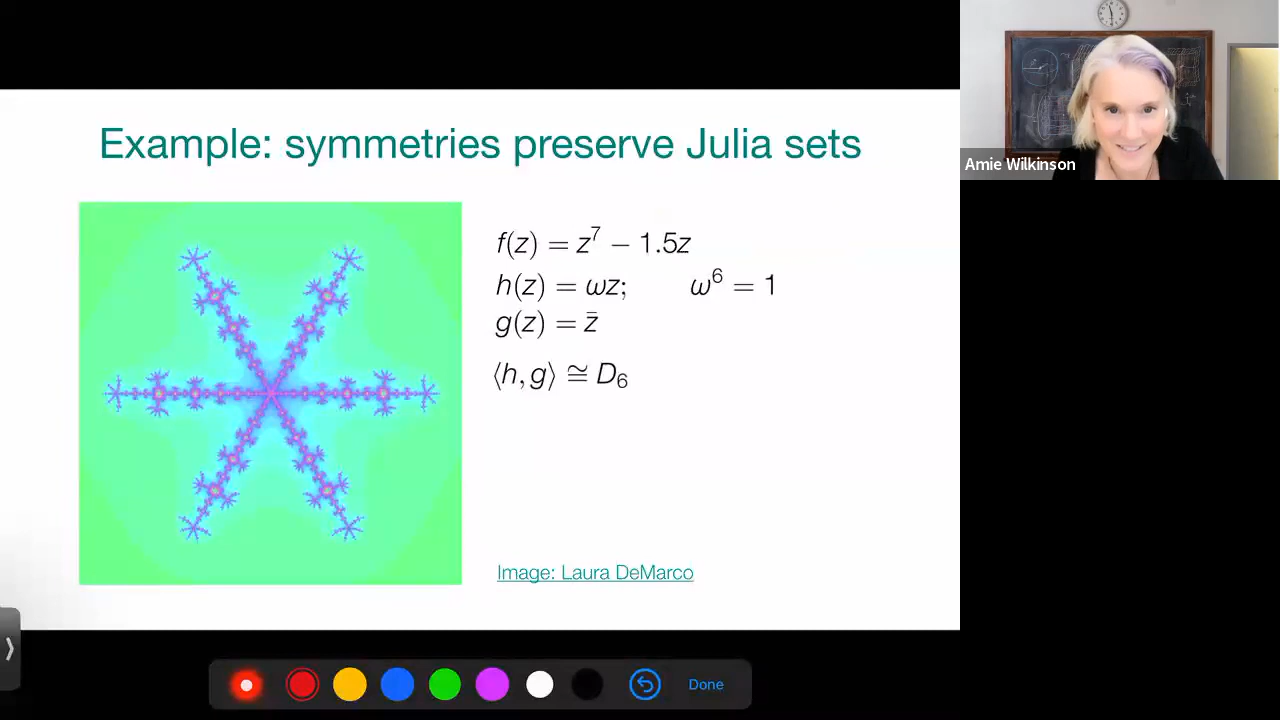 Example: symmetries preserve Julia sets
f(z) = z⁷ − 1.5z
h(z) = ωz; ω⁶ = 1
g(z) = z̄
⟨h, g⟩ ≅ D₆
Image: Laura DeMarco
Amie Wilkinson
Done